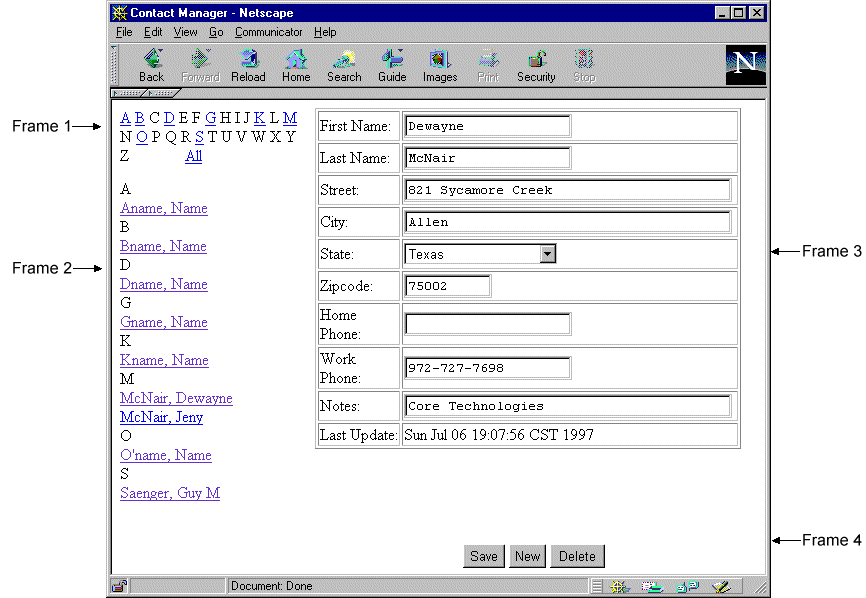 Contact Manager - Netscape
File Edit View Go Communicator Help
Back Forward Reload Home Search Guide Images Print Security Stop
N
Frame 1
A B C D E F G H I J K L M
N O P Q R S T U V W X Y
Z All
Frame 2
A
Aname, Name
B
Bname, Name
D
Dname, Name
G
Gname, Name
K
Kname, Name
M
McNair, Dewayne
McNair, Jeny
O
O'name, Name
S
Saenger, Guy M
First Name: Dewayne
Last Name: McNair
Street: 821 Sycamore Creek
City: Allen
State: Texas
Zipcode: 75002
Home
Phone:
Work
Phone: 972-727-7698
Notes: Core Technologies
Last Update: Sun Jul 06 19:07:56 CST 1997
Frame 3
Save New Delete
Frame 4
Document: Done